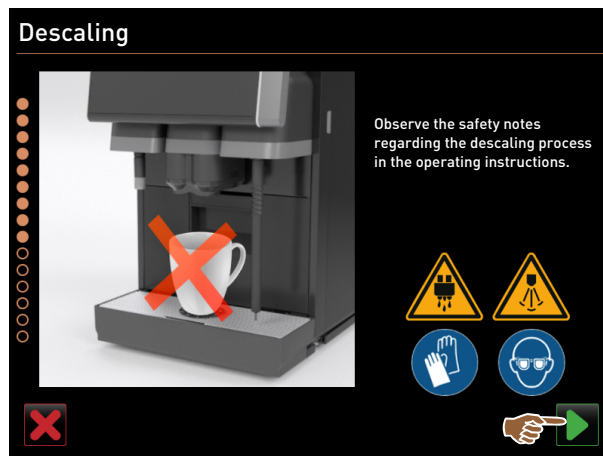 Descaling
Observe the safety notes
regarding the descaling process
in the operating instructions.